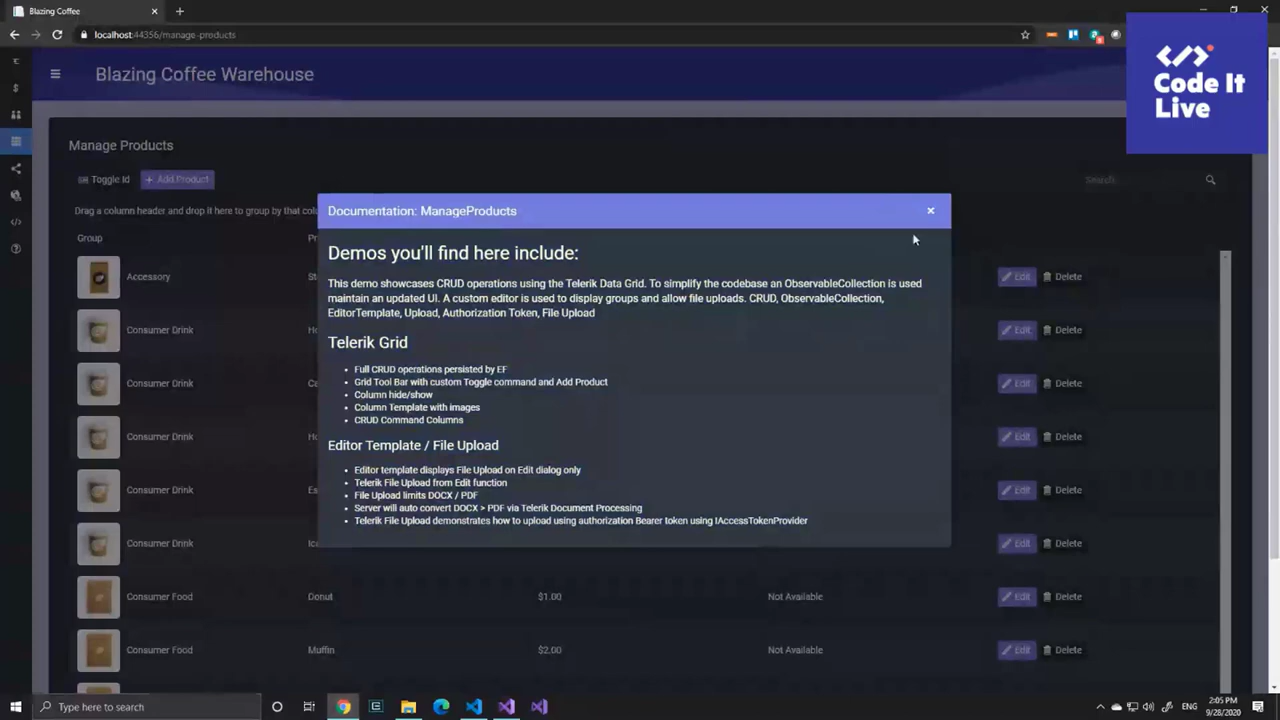 Blazing Coffee
localhost:44356/manage-products
Blazing Coffee Warehouse
Code It
Live
Manage Products
Toggle Id
+ Add Product
Search
Drag a column header and drop it here to group by that
Documentation: ManageProducts
Demos you'll find here include:
This demo showcases CRUD operations using the Telerik Data Grid. To simplify the codebase an ObservableCollection is used
maintain an updated UI. A custom editor is used to display groups and allow file uploads. CRUD, ObservableCollection,
EditorTemplate, Upload, Authorization Token, File Upload
Telerik Grid
Full CRUD operations persisted by EF
Grid Tool Bar with custom Toggle command and Add Product
Column hide/show
Column Template with images
CRUD Command Columns
Editor Template / File Upload
Editor template displays File Upload on Edit dialog only
Telerik File Upload from Edit function
File Upload limits DOCX / PDF
Server will auto convert DOCX > PDF via Telerik Document Processing
Telerik File Upload demonstrates how to upload using authorization Bearer token using IAccessTokenProvider
Group
Accessory Edit Delete
Consumer Drink Edit Delete
Consumer Drink Edit Delete
Consumer Drink Edit Delete
Consumer Drink Edit Delete
Consumer Drink Edit Delete
Consumer Food Donut $1.00 Not Available Edit Delete
Consumer Food Muffin $2.00 Not Available Edit Delete
Type here to search
ENG
2:05 PM
9/28/2020